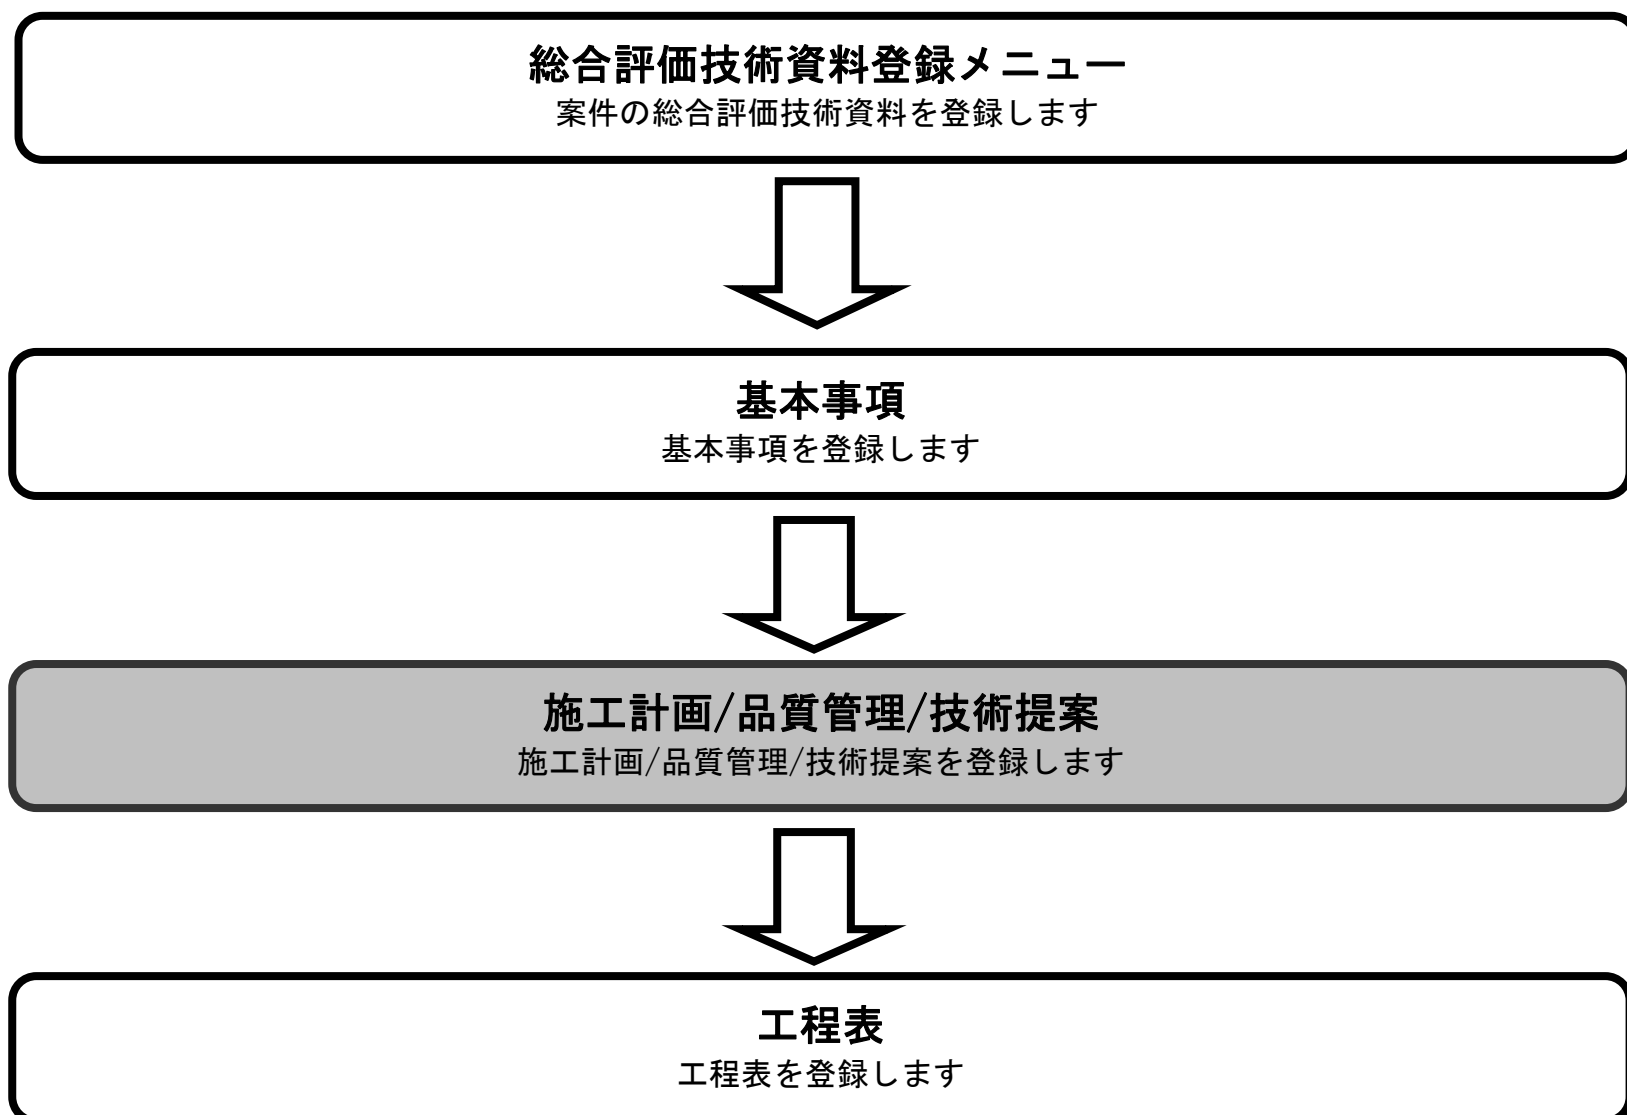 総合評価技術資料登録メニュー
案件の総合評価技術資料を登録します
基本事項
基本事項を登録します
施工計画/品質管理/技術提案
施工計画/品質管理/技術提案を登録します
工程表
工程表を登録します